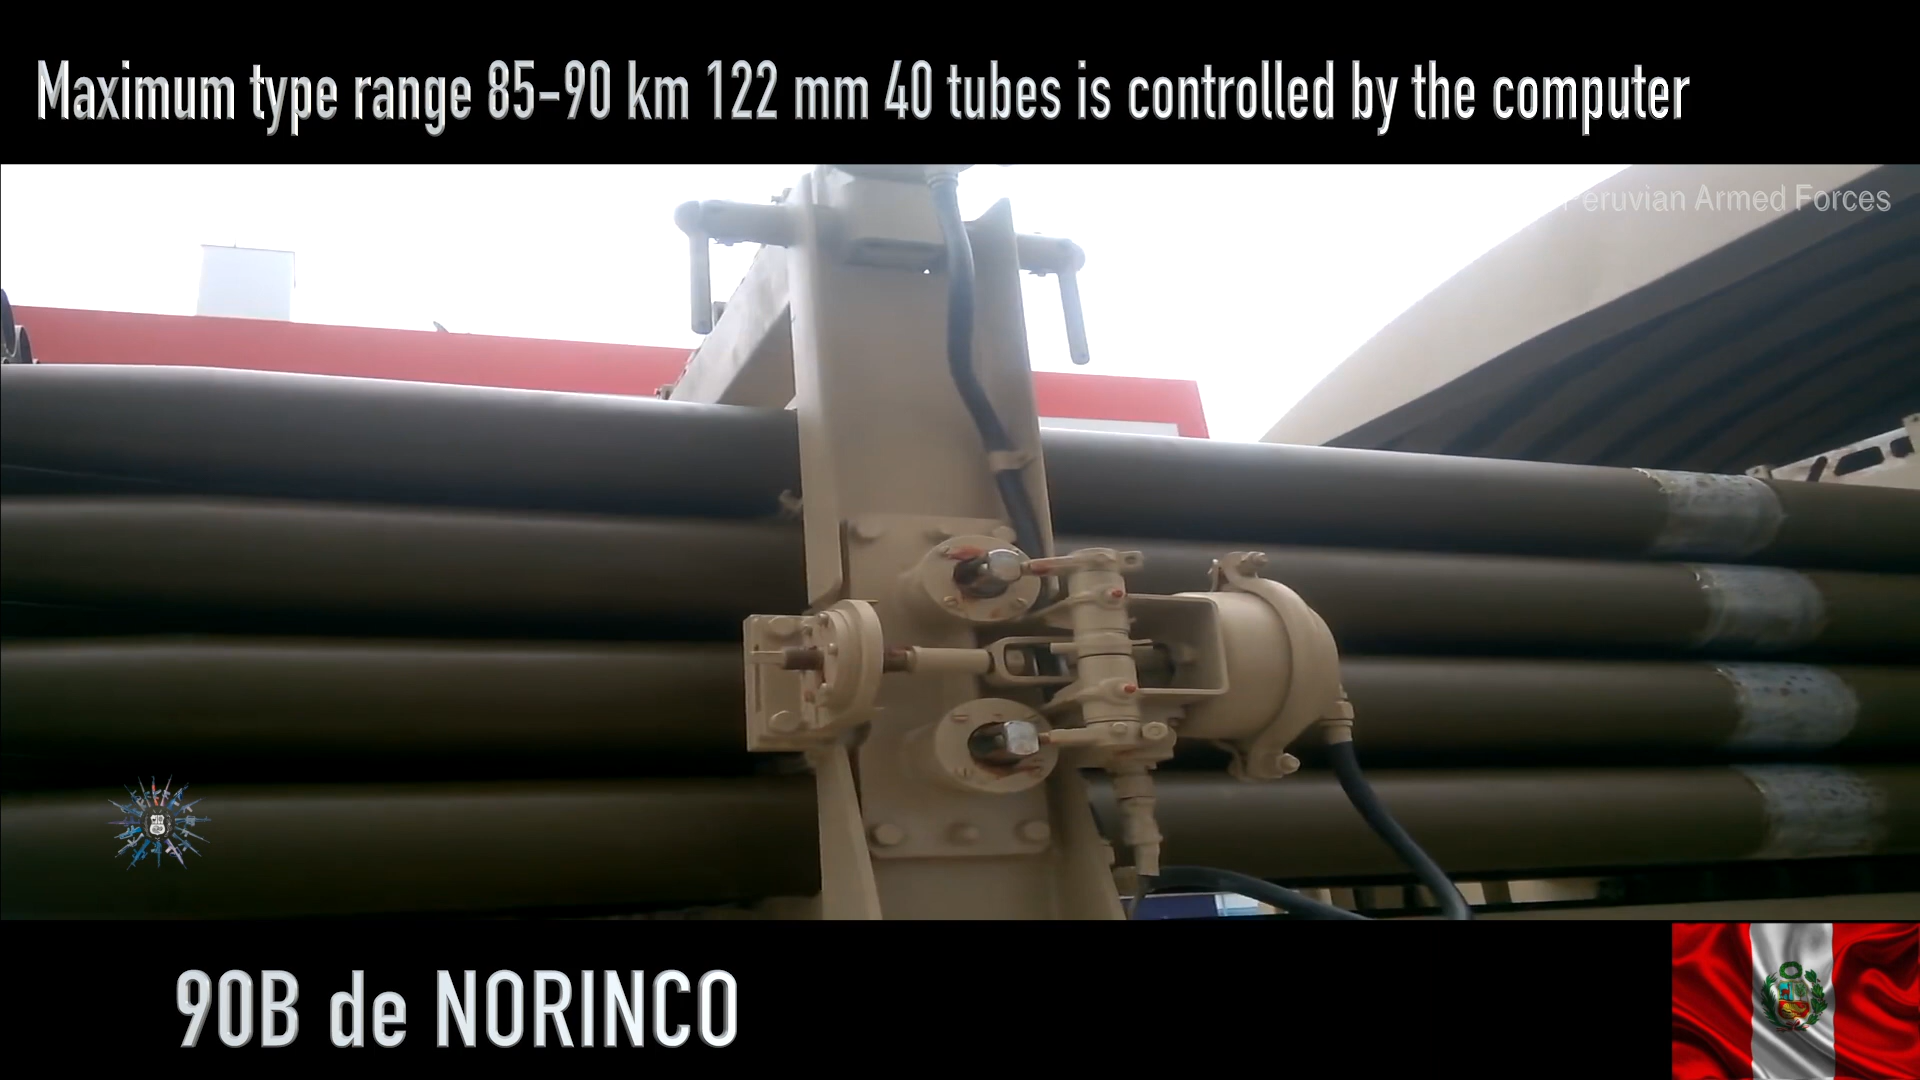 Maximum type range 85-90 km 122 mm 40 tubes is controlled by the computer
Peruvian Armed Forces
90B de NORINCO